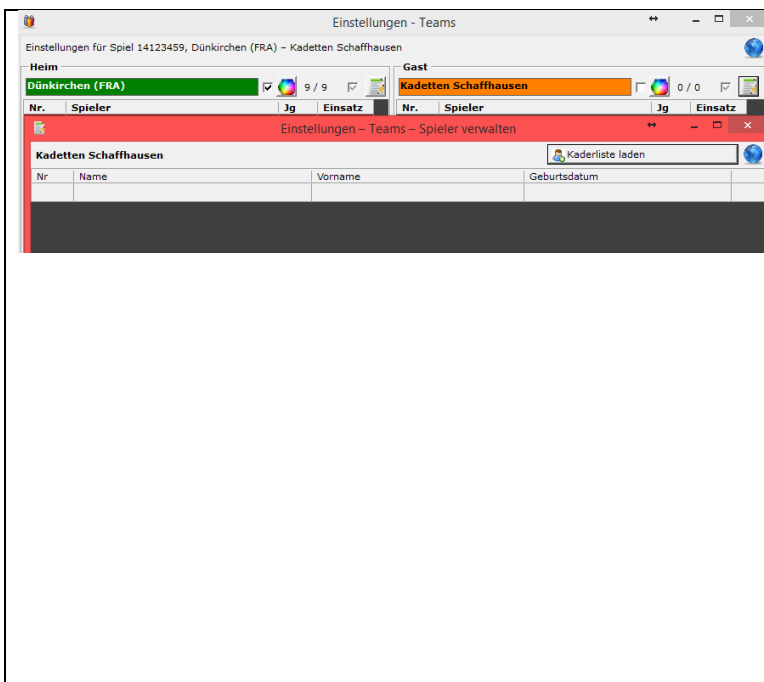 Einstellungen - Teams
Einstellungen für Spiel 14123459, Dünkirchen (FRA) – Kadetten Schaffhausen
Heim
Gast
Dünkirchen (FRA) 9 / 9
Kadetten Schaffhausen 0 / 0
Nr. Spieler Jg Einsatz
Nr. Spieler Jg Einsatz
Einstellungen – Teams – Spieler verwalten
Kadetten Schaffhausen
Kaderliste laden
Nr Name Vorname Geburtsdatum